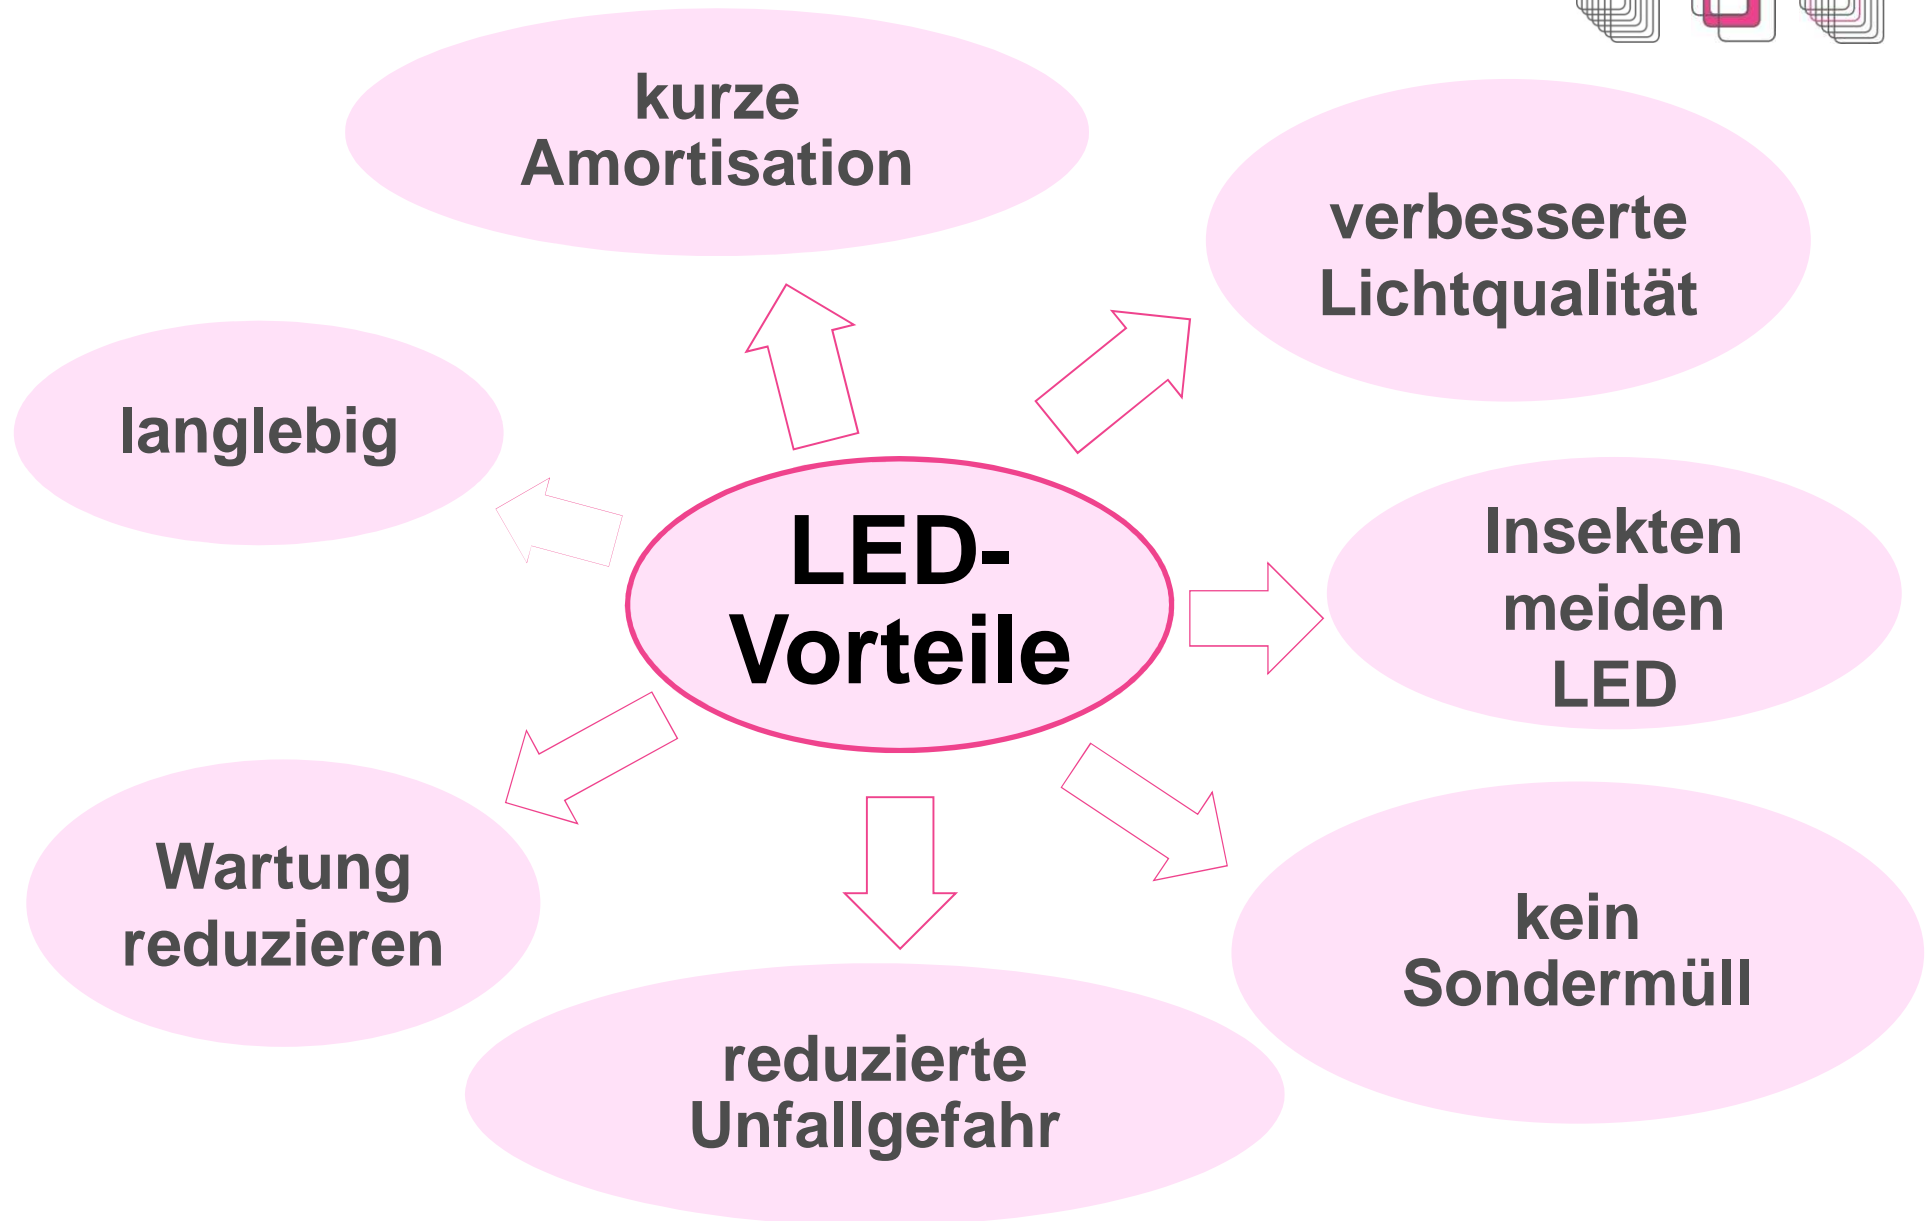 kurze
Amortisation
verbesserte
Lichtqualität
langlebig
LED-
Vorteile
Insekten
meiden
LED
Wartung
reduzieren
kein
Sondermüll
reduzierte
Unfallgefahr